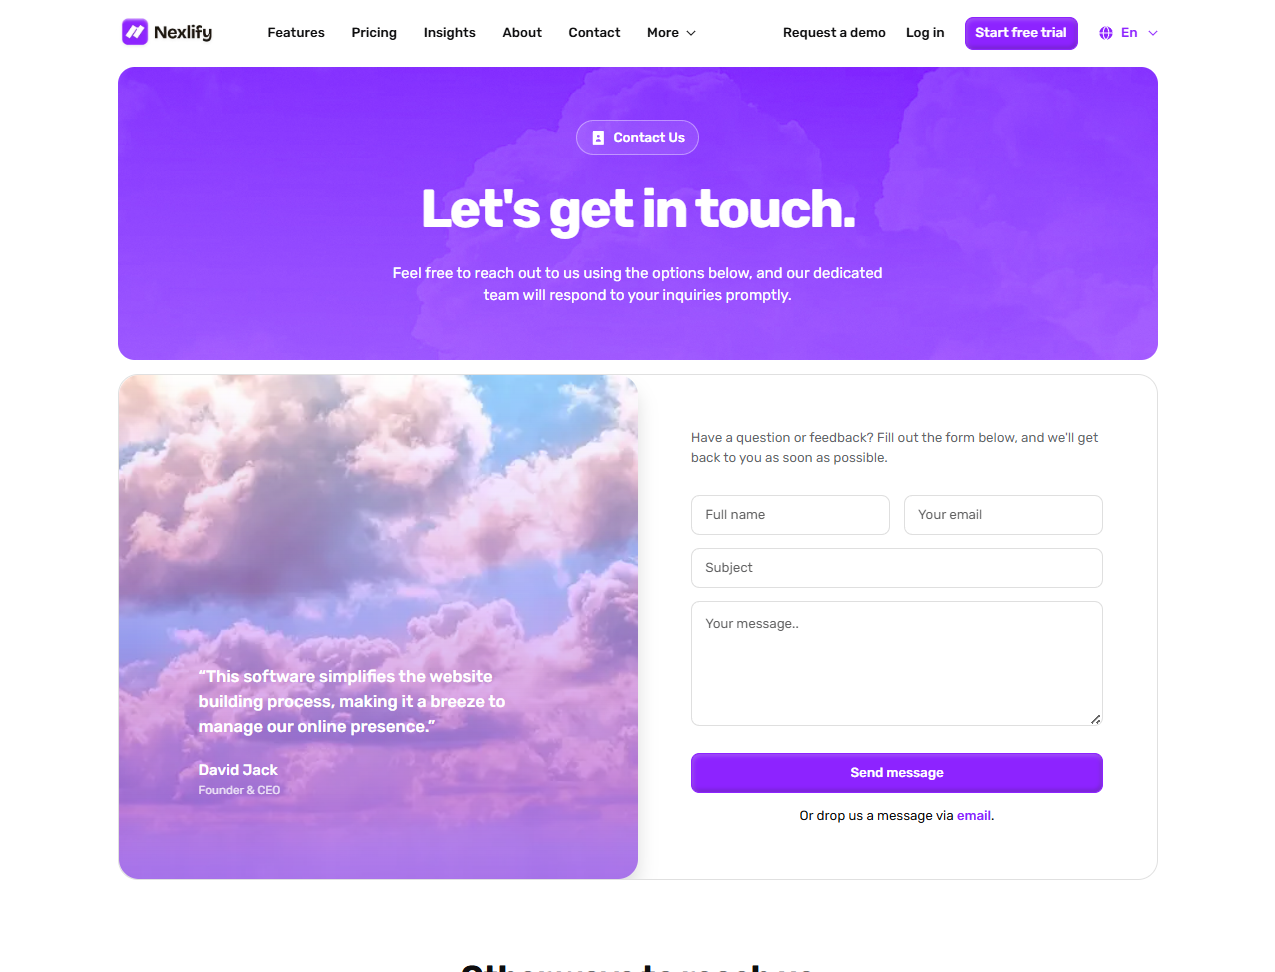 Nexlify
Features
Pricing
Insights
About
Contact
More
Request a demo
Log in
Start free trial
En
Contact Us
Let's get in touch.
Feel free to reach out to us using the options below, and our dedicated
team will respond to your inquiries promptly.
“This software simplifies the website
building process, making it a breeze to
manage our online presence.”
David Jack
Founder & CEO
Have a question or feedback? Fill out the form below, and we'll get
back to you as soon as possible.
Full name
Your email
Subject
Your message..
Send message
Or drop us a message via email.
Other ways to reach us